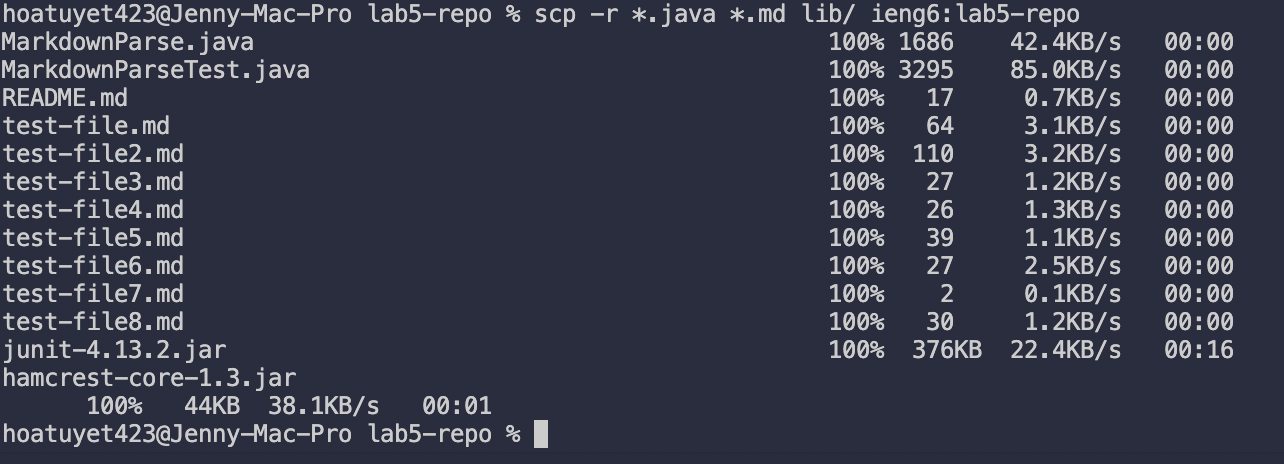 hoatuyet423@Jenny-Mac-Pro lab5-repo % scp -r *.java *.md lib/ ieng6:lab5-repo
MarkdownParse.java 100% 1686 42.4KB/s 00:00
MarkdownParseTest.java 100% 3295 85.0KB/s 00:00
README.md 100% 17 0.7KB/s 00:00
test-file.md 100% 64 3.1KB/s 00:00
test-file2.md 100% 110 3.2KB/s 00:00
test-file3.md 100% 27 1.2KB/s 00:00
test-file4.md 100% 26 1.3KB/s 00:00
test-file5.md 100% 39 1.1KB/s 00:00
test-file6.md 100% 27 2.5KB/s 00:00
test-file7.md 100% 2 0.1KB/s 00:00
test-file8.md 100% 30 1.2KB/s 00:00
junit-4.13.2.jar 100% 376KB 22.4KB/s 00:16
hamcrest-core-1.3.jar
100% 44KB 38.1KB/s 00:01
hoatuyet423@Jenny-Mac-Pro lab5-repo %